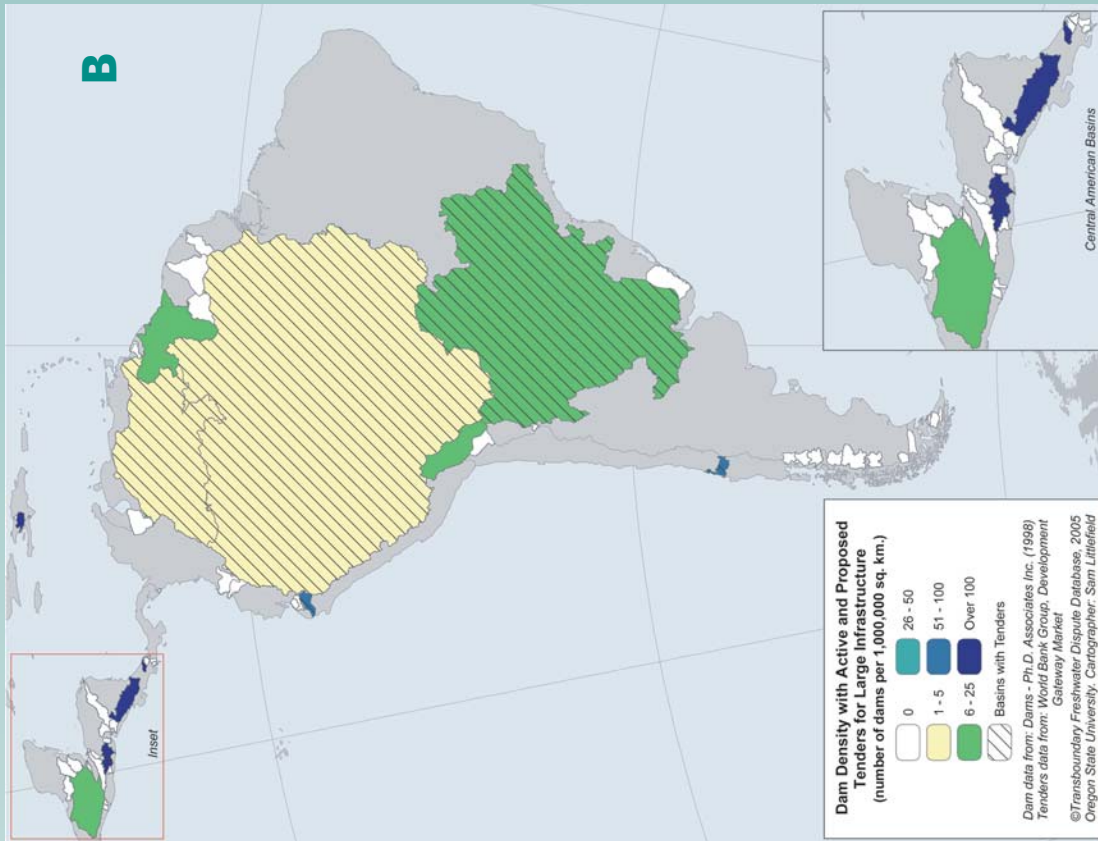 B
Inset
Dam Density with Active and Proposed
Tenders for Large Infrastructure
(number of dams per 1,000,000 sq. km.)
0
26 - 50
1 - 5
51 - 100
6 - 25
Over 100
Basins with Tenders
Dam data from: Dams - Ph.D. Associates Inc. (1998)
Tenders data from: World Bank Group, Development
Gateway Market
©Transboundary Freshwater Dispute Database, 2005
Oregon State University. Cartographer: Sam Littlefield
Central American Basins